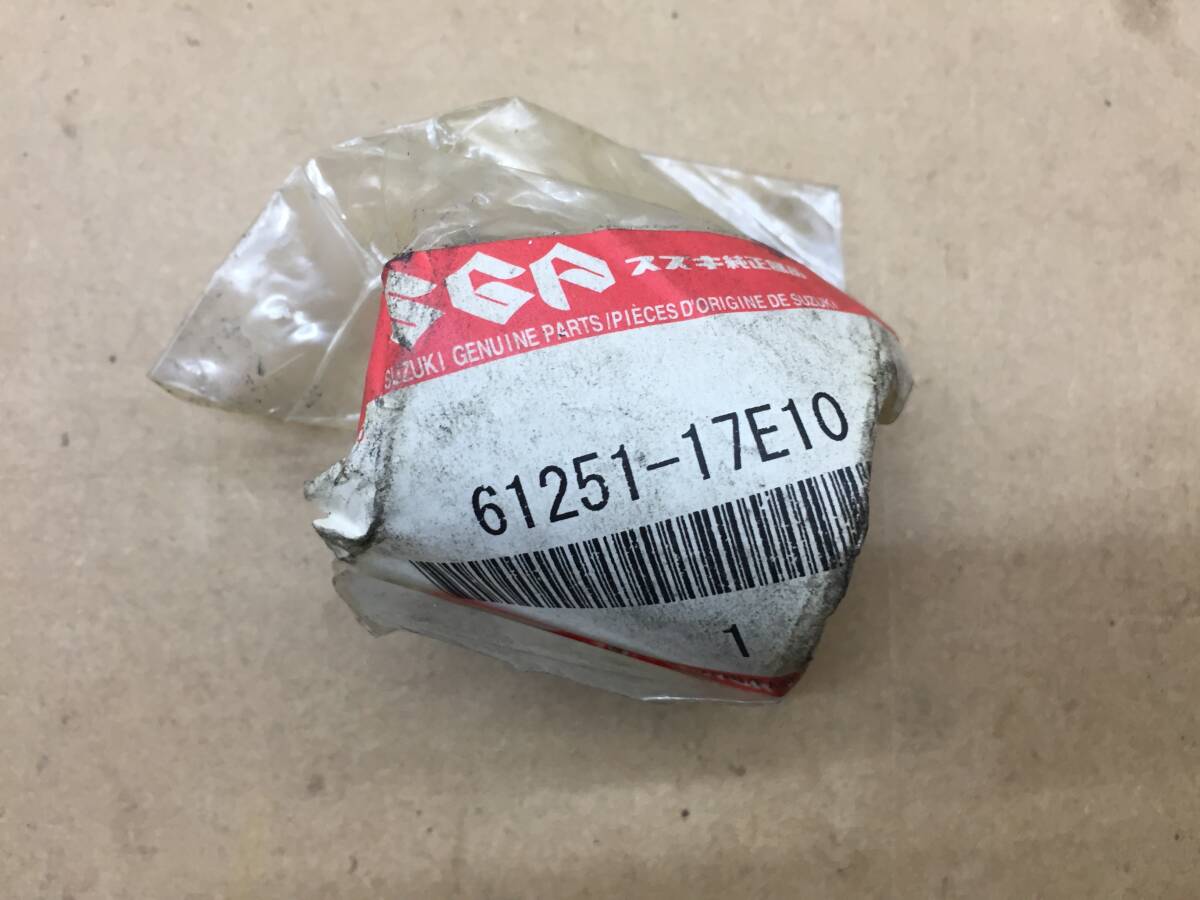 SGP スズキ純正部品
SUZUKI GENUINE PARTS/PIÈCES D'ORIGINE DE SUZUKI
61251-17E10
1